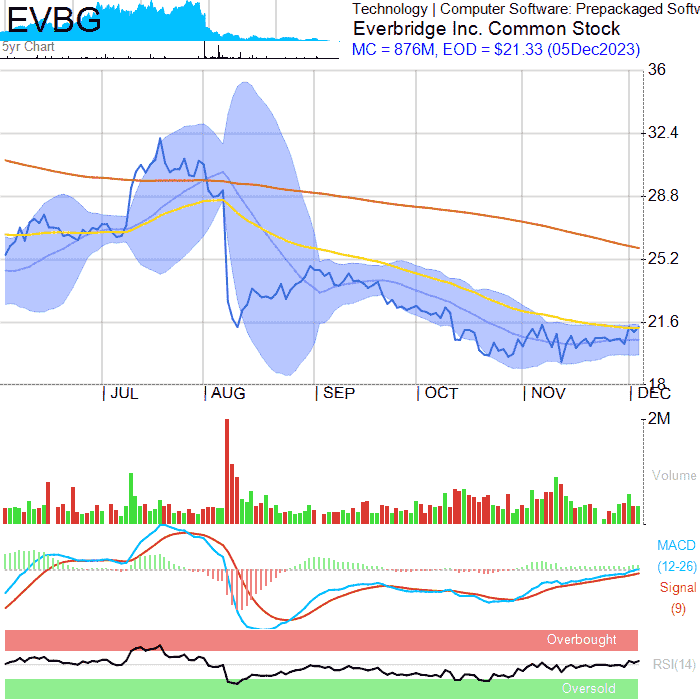 EVBG
5yr Chart
Technology | Computer Software: Prepackaged Softw
Everbridge Inc. Common Stock
MC = 876M, EOD = $21.33 (05Dec2023)
36
32.4
28.8
25.2
21.6
18
JUL AUG SEP OCT NOV DEC
2M
Volume
MACD
(12-26)
Signal
(9)
Overbought
RSI(14)
Oversold